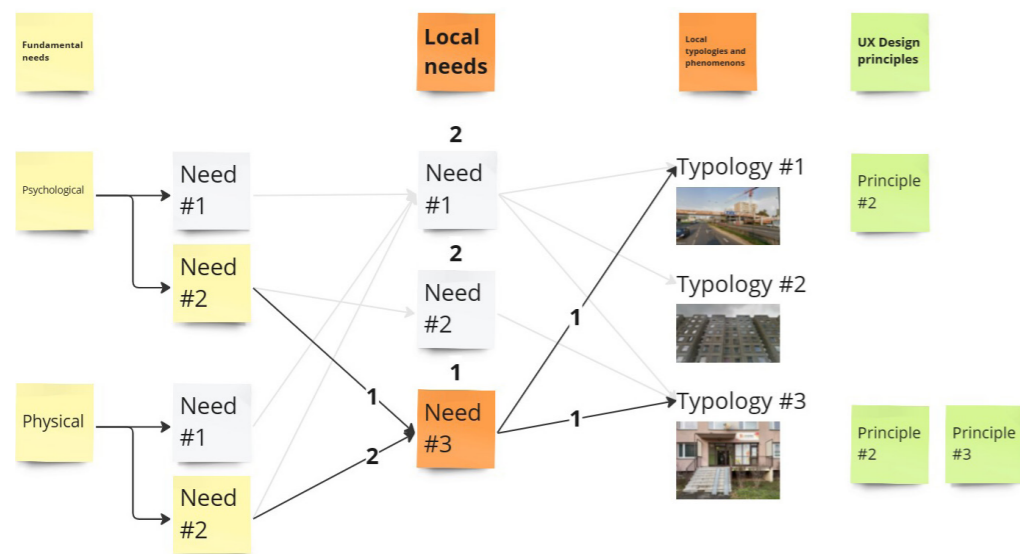 Fundamental
needs
Local
needs
Local
typologies and
phenomenons
UX Design
principles
2
Psychological
Need
#1
Need
#1
Typology #1
Principle
#2
2
Need
#2
Need
#2
Typology #2
1
1
1
Physical
Need
#1
1
Need
#3
Typology #3
2
Principle
#2
Principle
#3
Need
#2